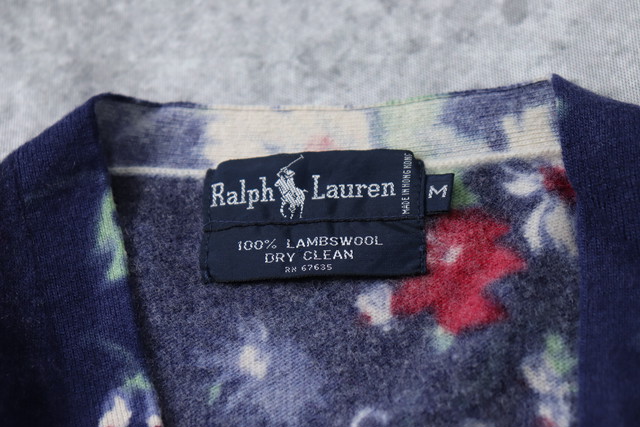 Ralph Lauren
MADE IN HONG KONG
M
100% LAMBSWOOL
DRY CLEAN
RN 67635